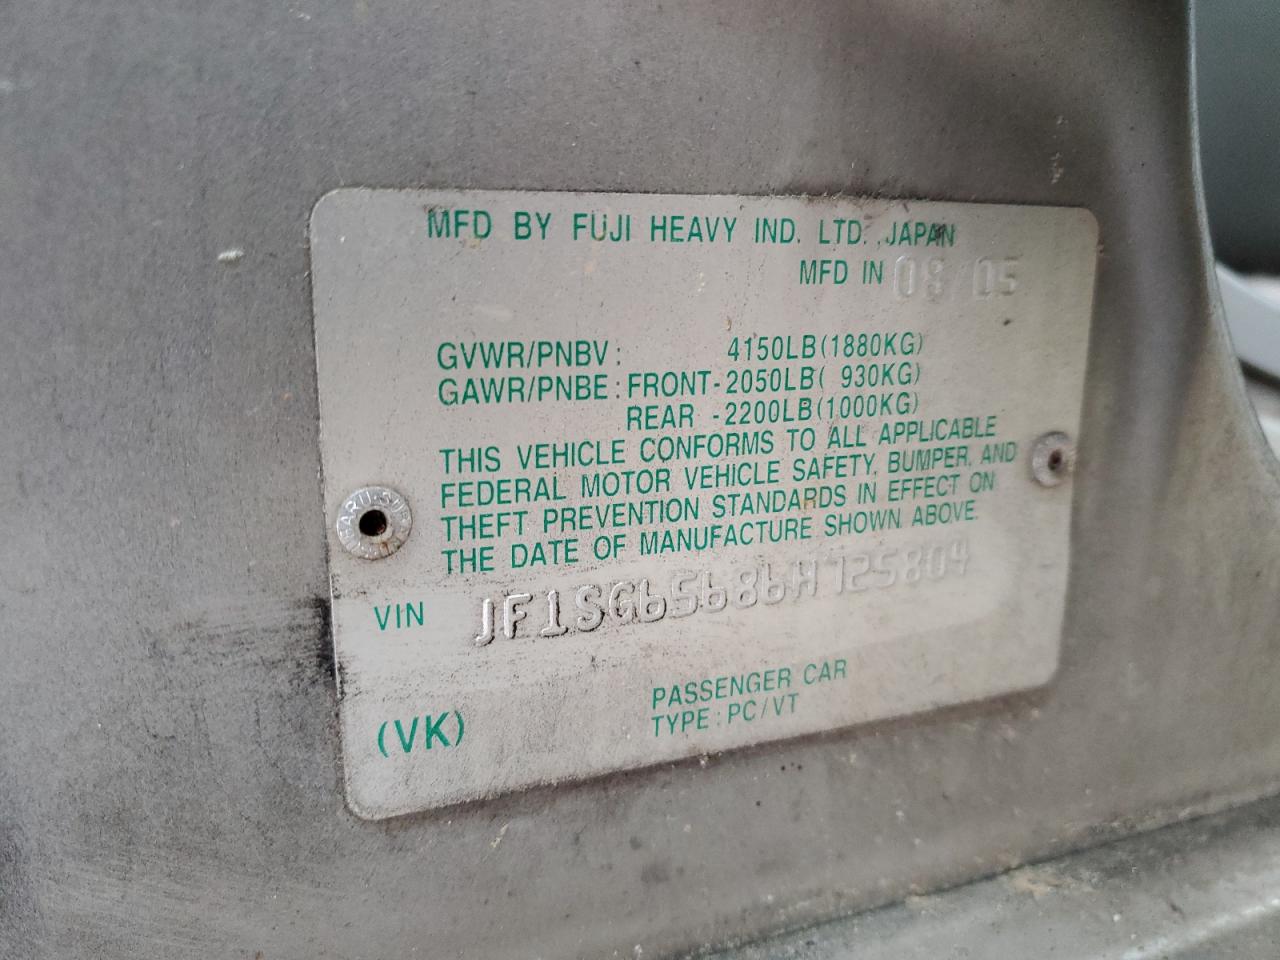 MFD BY FUJI HEAVY IND. LTD. ,JAPAN
MFD IN 08/05
GVWR/PNBV: 4150LB(1880KG)
GAWR/PNBE: FRONT-2050LB( 930KG)
REAR -2200LB(1000KG)
THIS VEHICLE CONFORMS TO ALL APPLICABLE
FEDERAL MOTOR VEHICLE SAFETY, BUMPER, AND
THEFT PREVENTION STANDARDS IN EFFECT ON
THE DATE OF MANUFACTURE SHOWN ABOVE.
VIN JF1SG65686H725804
(VK)
PASSENGER CAR
TYPE:PC/VT